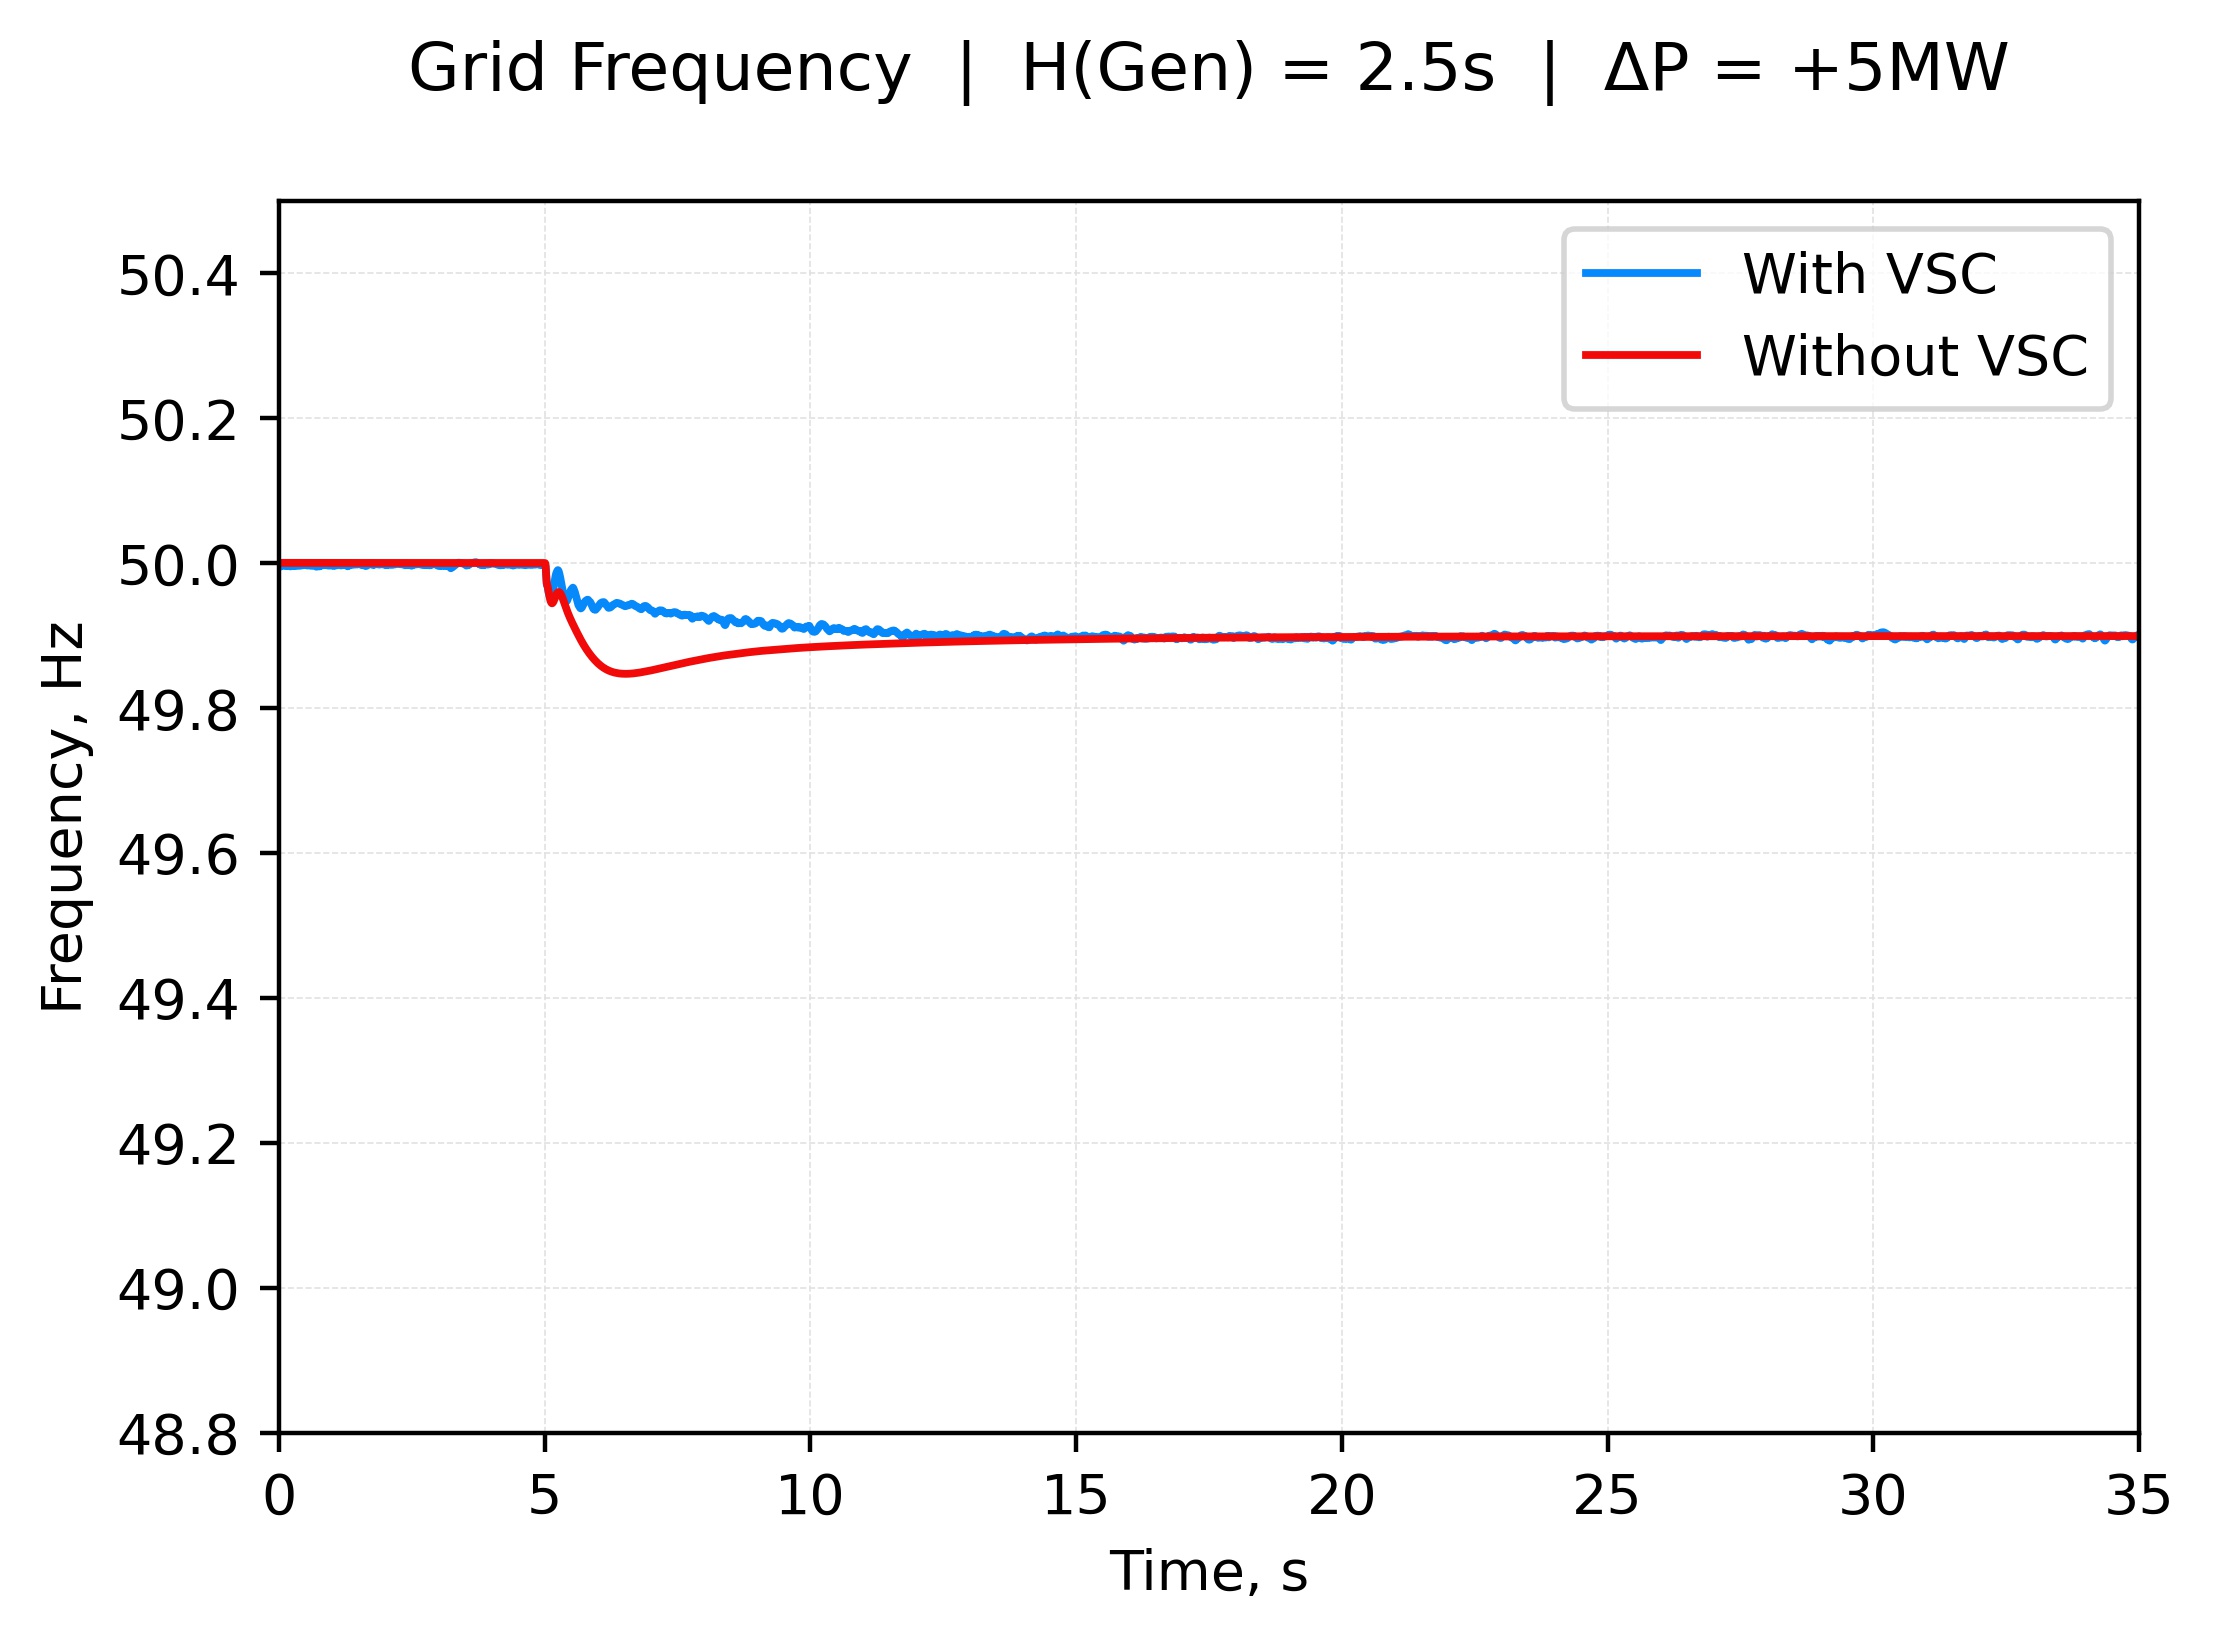 Grid Frequency | H(Gen) = 2.5s | ΔP = +5MW
With VSC
Without VSC
50.4
50.2
50.0
49.8
49.6
49.4
49.2
49.0
48.8
Frequency, Hz
0 5 10 15 20 25 30 35
Time, s